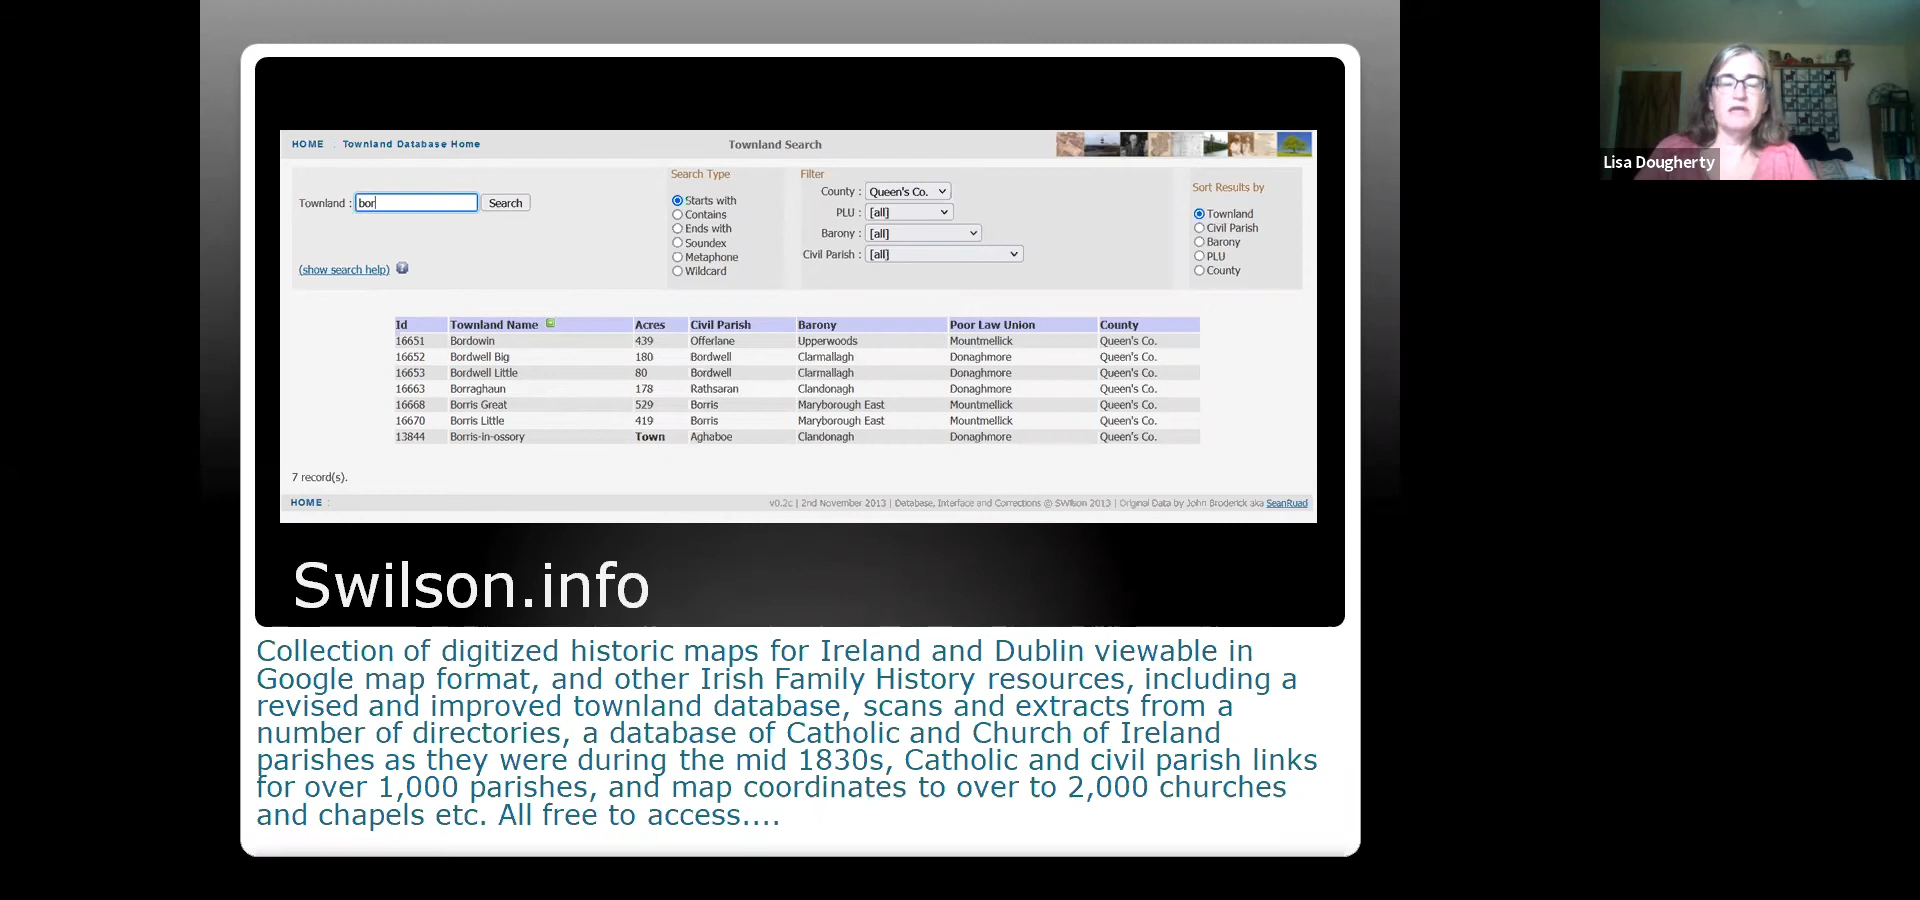 HOME : Townland Database Home
Townland Search
Townland : bor Search
(show search help) ?
Search Type
Starts with
Contains
Ends with
Soundex
Metaphone
Wildcard
Filter
County : Queen's Co.
PLU : [all]
Barony : [all]
Civil Parish : [all]
Sort Results by
Townland
Civil Parish
Barony
PLU
County
Id Townland Name Acres Civil Parish Barony Poor Law Union County
16651 Bordowin 439 Offerlane Upperwoods Mountmellick Queen's Co.
16652 Bordwell Big 180 Bordwell Clarmallagh Donaghmore Queen's Co.
16653 Bordwell Little 80 Bordwell Clarmallagh Donaghmore Queen's Co.
16663 Borraghaun 178 Rathsaran Clandonagh Donaghmore Queen's Co.
16668 Borris Great 529 Borris Maryborough East Mountmellick Queen's Co.
16670 Borris Little 419 Borris Maryborough East Mountmellick Queen's Co.
13844 Borris-in-ossory Town Aghaboe Clandonagh Donaghmore Queen's Co.
7 record(s).
HOME :
v0.2c | 2nd November 2013 | Database, Interface and Corrections © SWilson 2013 | Original Data by John Broderick aka SeanRuad
Swilson.info
Collection of digitized historic maps for Ireland and Dublin viewable in
Google map format, and other Irish Family History resources, including a
revised and improved townland database, scans and extracts from a
number of directories, a database of Catholic and Church of Ireland
parishes as they were during the mid 1830s, Catholic and civil parish links
for over 1,000 parishes, and map coordinates to over to 2,000 churches
and chapels etc. All free to access....
Lisa Dougherty